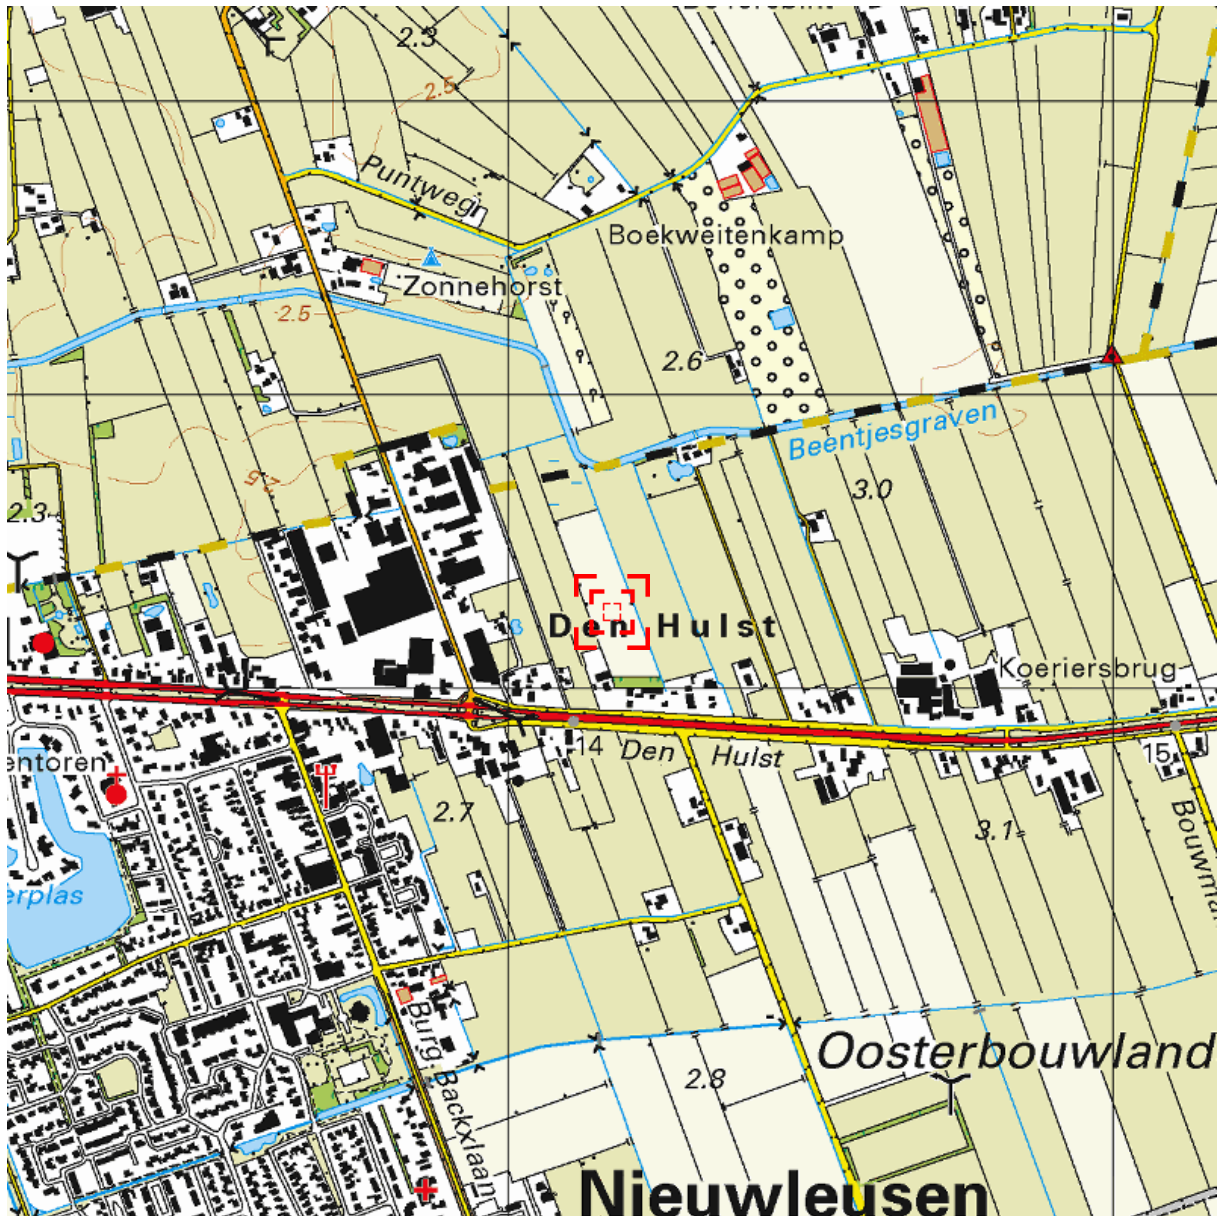 2.3
2.5
Puntweg
Boekweitenkamp
Zonnehorst
2.5
2.6
Beentjesgraven
2.5
3.0
2.3
Den Hulst
Koeriersbrug
14
Den Hulst
15
entoren
2.7
3.1
Bouwma
erplas
Burg Backxlaan
Oosterbouwland
2.8
Nieuwleusen